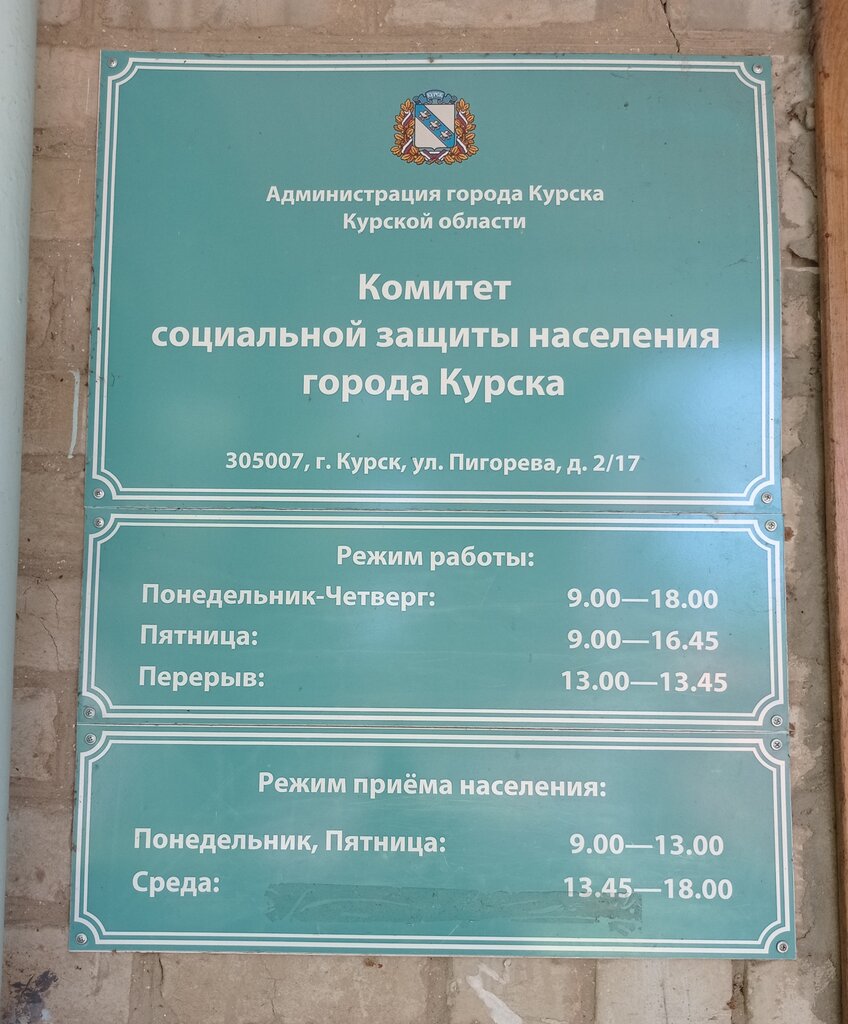 КУРСК
Администрация города Курска
Курской области
Комитет
социальной защиты населения
города Курска
305007, г. Курск, ул. Пигорева, д. 2/17
Режим работы:
Понедельник-Четверг: 9.00—18.00
Пятница: 9.00—16.45
Перерыв: 13.00—13.45
Режим приёма населения:
Понедельник, Пятница: 9.00—13.00
Среда: 13.45—18.00